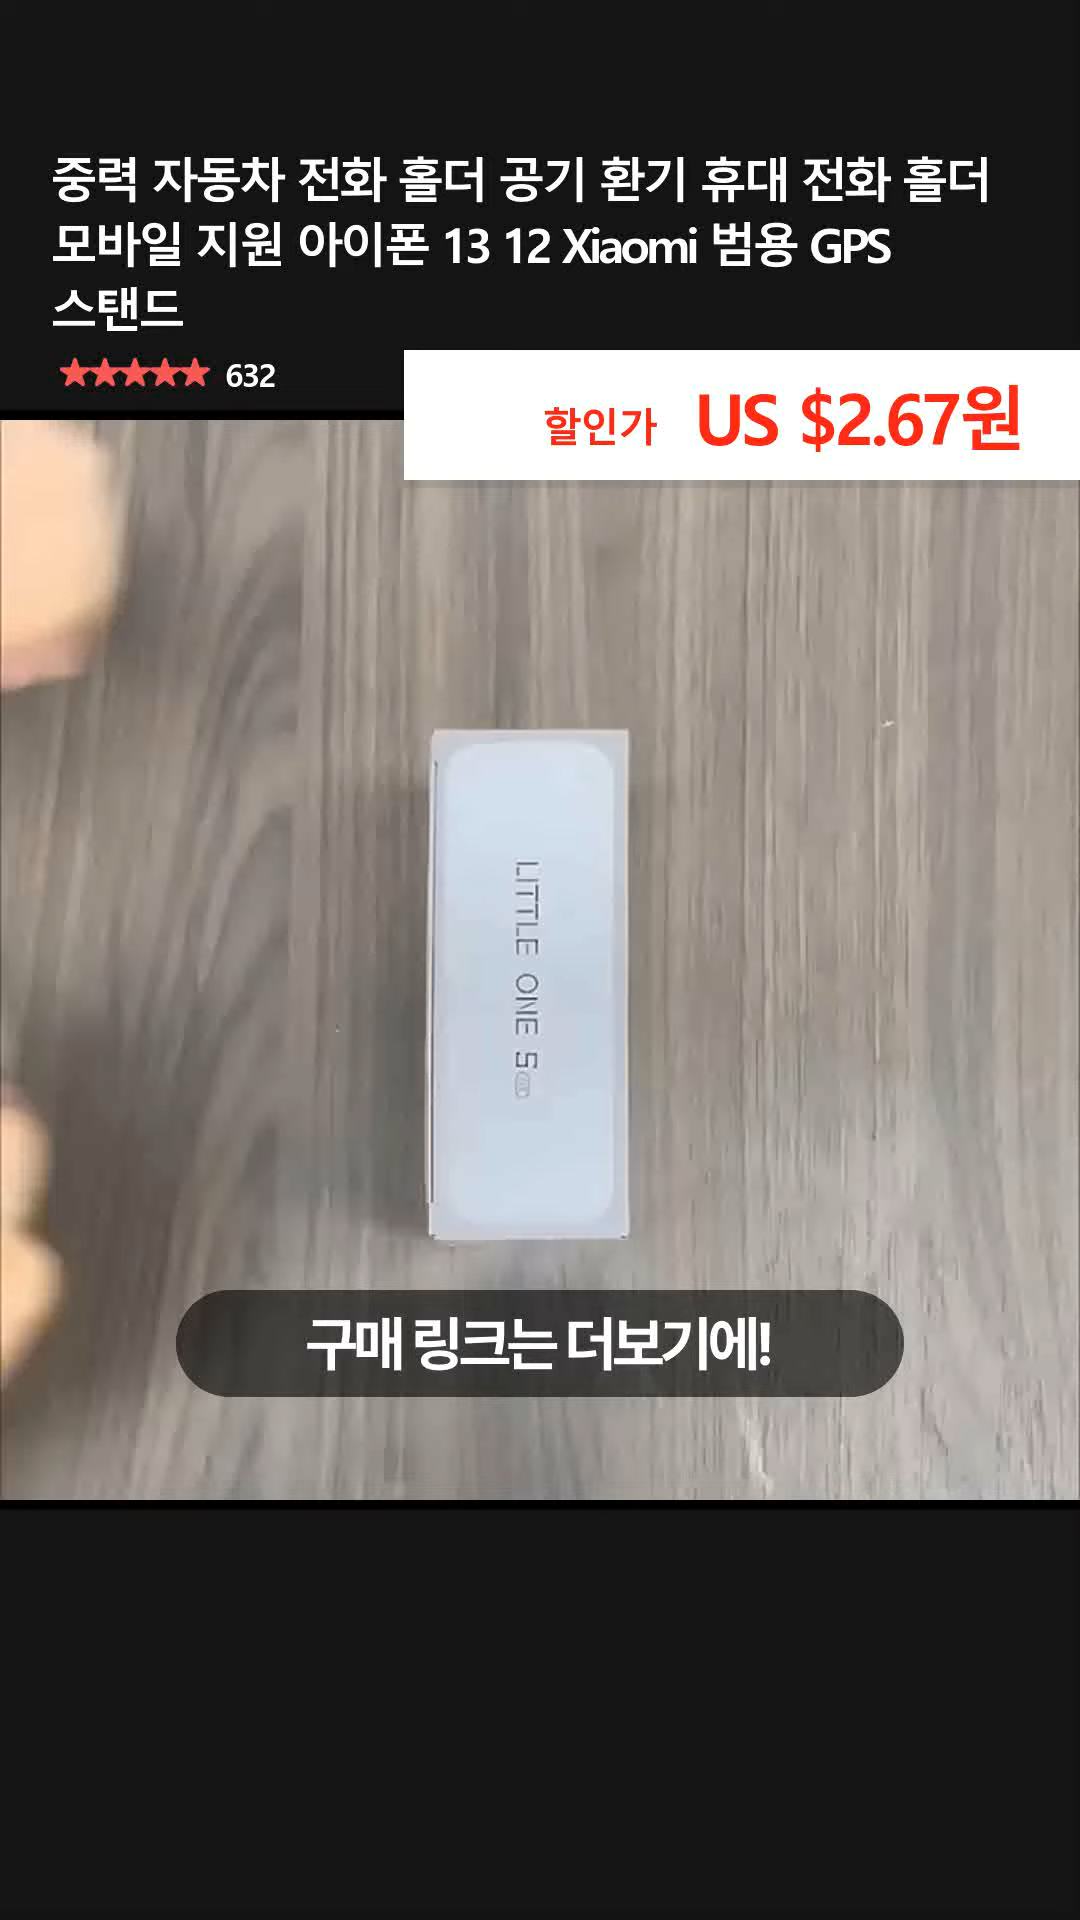 중력 자동차 전화 홀더 공기 환기 휴대 전화 홀더
모바일 지원 아이폰 13 12 Xiaomi 범용 GPS
스탠드
632
할인가 US $2.67원
LITTLE ONE 5
구매 링크는 더보기에!